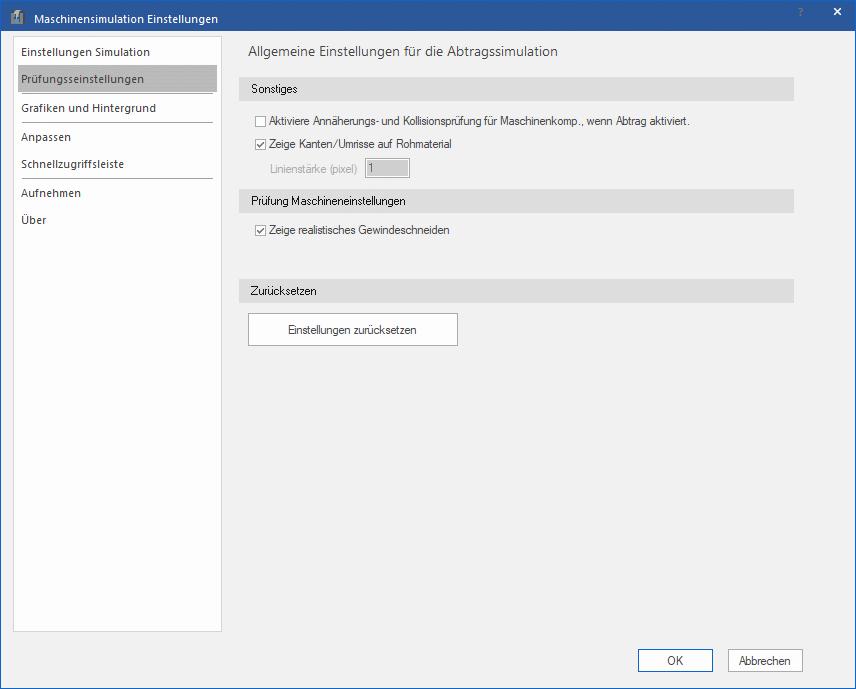 Maschinensimulation Einstellungen
?
Einstellungen Simulation
Prüfungsseinstellungen
Grafiken und Hintergrund
Anpassen
Schnellzugriffsleiste
Aufnehmen
Über
Allgemeine Einstellungen für die Abtragssimulation
Sonstiges
Aktiviere Annäherungs- und Kollisionsprüfung für Maschinenkomp., wenn Abtrag aktiviert.
Zeige Kanten/Umrisse auf Rohmaterial
Linienstärke (pixel) 1
Prüfung Maschineneinstellungen
Zeige realistisches Gewindeschneiden
Zurücksetzen
Einstellungen zurücksetzen
OK Abbrechen